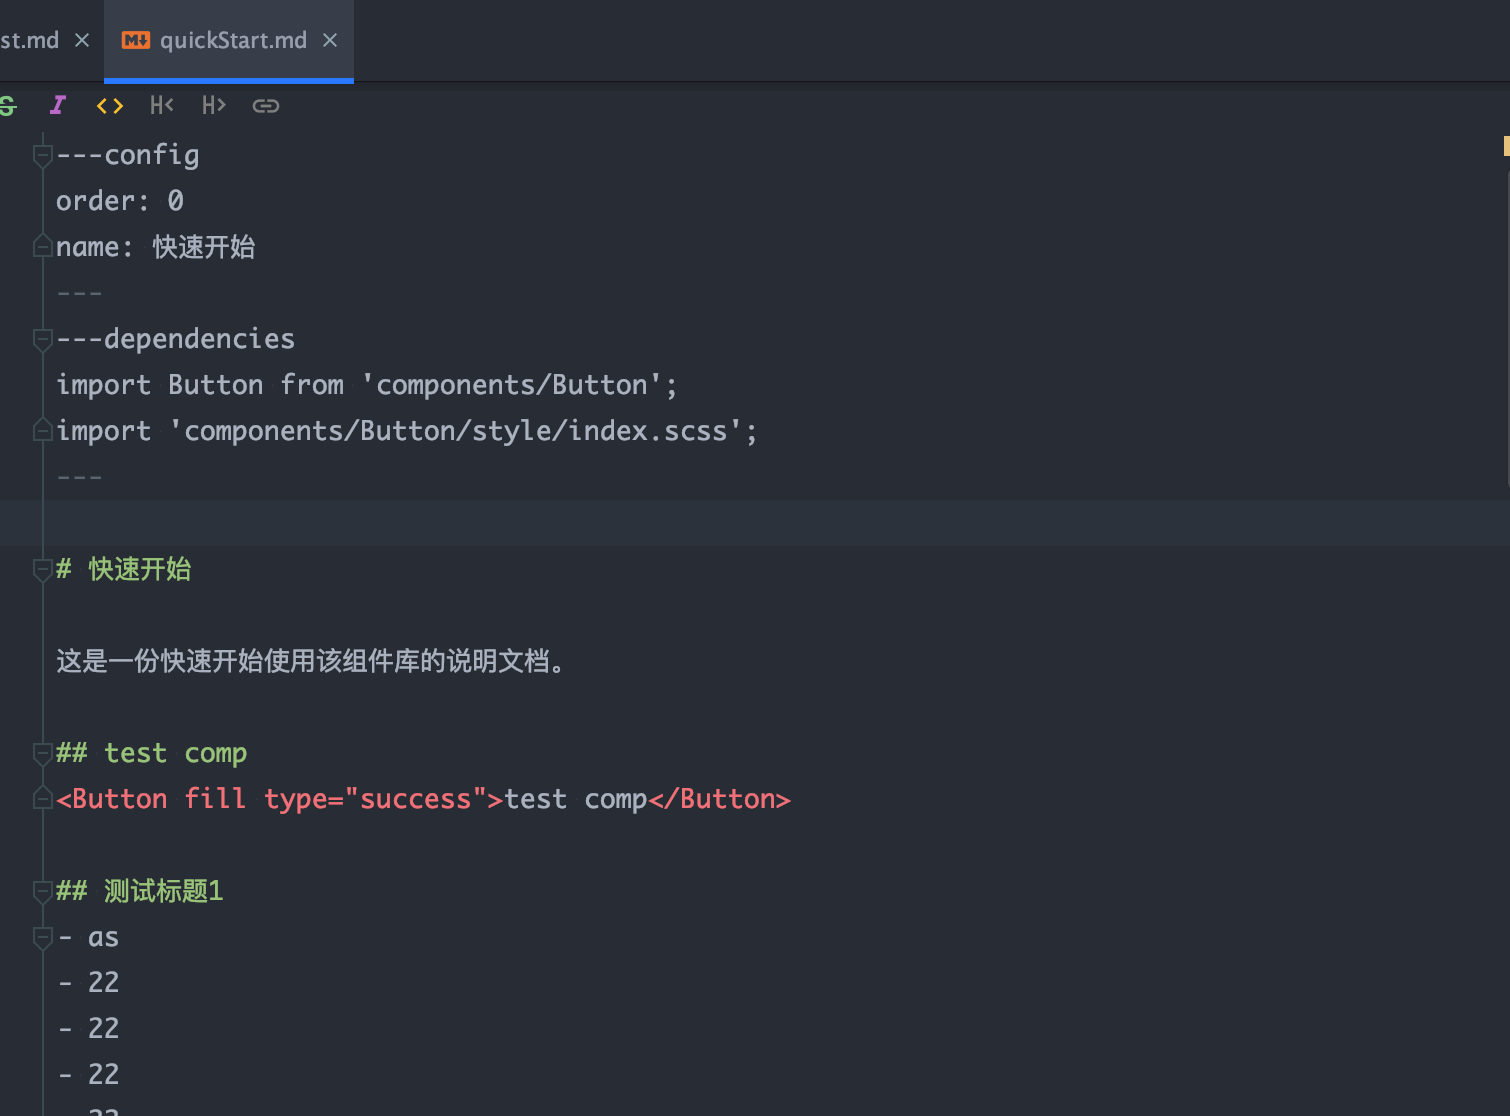 st.md
quickStart.md
S I <> H< H>
---config
order: 0
name: 快速开始
---
---dependencies
import Button from 'components/Button';
import 'components/Button/style/index.scss';
---
# 快速开始
这是一份快速开始使用该组件库的说明文档。
## test comp
<Button fill type="success">test comp</Button>
## 测试标题1
- as
- 22
- 22
- 22